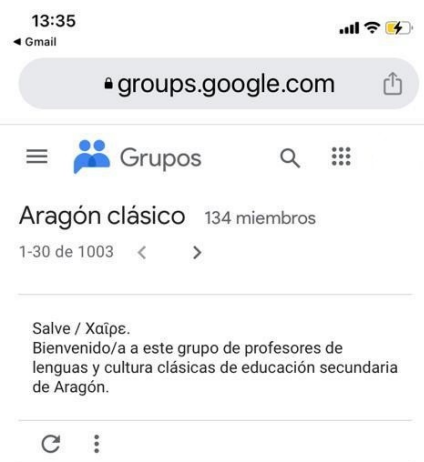 13:35
◀ Gmail
groups.google.com
Grupos
Aragón clásico 134 miembros
1-30 de 1003
Salve / Χαῖρε.
Bienvenido/a a este grupo de profesores de
lenguas y cultura clásicas de educación secundaria
de Aragón.